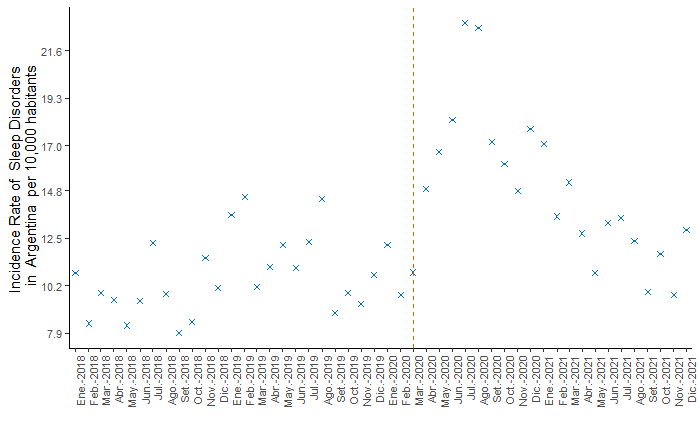 Incidence Rate of Sleep Disorders
in Argentina per 10,000 habitants
21.6
19.3
17.0
14.8
12.5
10.2
7.9
Ene.-2018
Feb.-2018
Mar.-2018
Abr.-2018
May.-2018
Jun.-2018
Jul.-2018
Ago.-2018
Set.-2018
Oct.-2018
Nov.-2018
Dic.-2018
Ene.-2019
Feb.-2019
Mar.-2019
Abr.-2019
May.-2019
Jun.-2019
Jul.-2019
Ago.-2019
Set.-2019
Oct.-2019
Nov.-2019
Dic.-2019
Ene.-2020
Feb.-2020
Mar.-2020
Abr.-2020
May.-2020
Jun.-2020
Jul.-2020
Ago.-2020
Set.-2020
Oct.-2020
Nov.-2020
Dic.-2020
Ene.-2021
Feb.-2021
Mar.-2021
Abr.-2021
May.-2021
Jun.-2021
Jul.-2021
Ago.-2021
Set.-2021
Oct.-2021
Nov.-2021
Dic.-2021